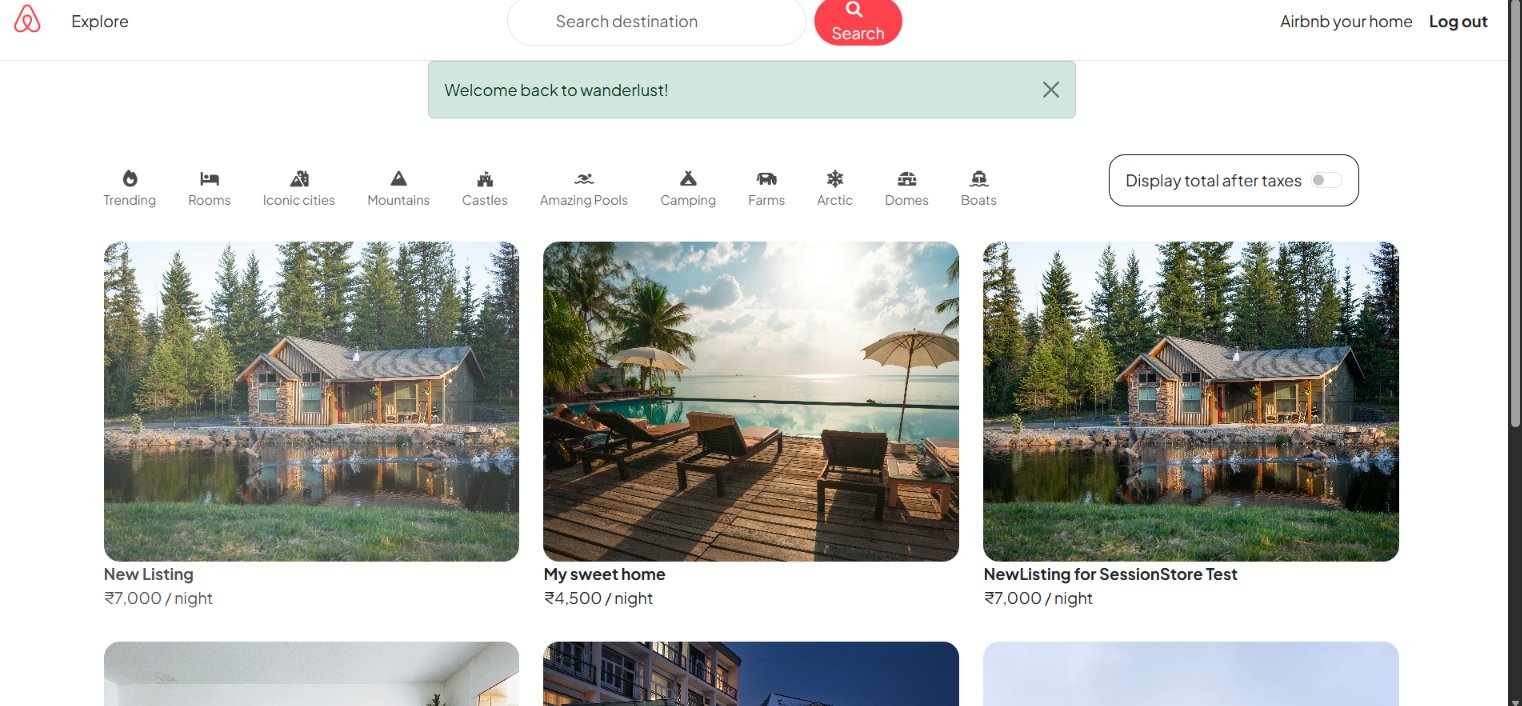 Explore
Search destination
Search
Airbnb your home
Log out
Welcome back to wanderlust!
Trending
Rooms
Iconic cities
Mountains
Castles
Amazing Pools
Camping
Farms
Arctic
Domes
Boats
Display total after taxes
New Listing
₹7,000 / night
My sweet home
₹4,500 / night
NewListing for SessionStore Test
₹7,000 / night